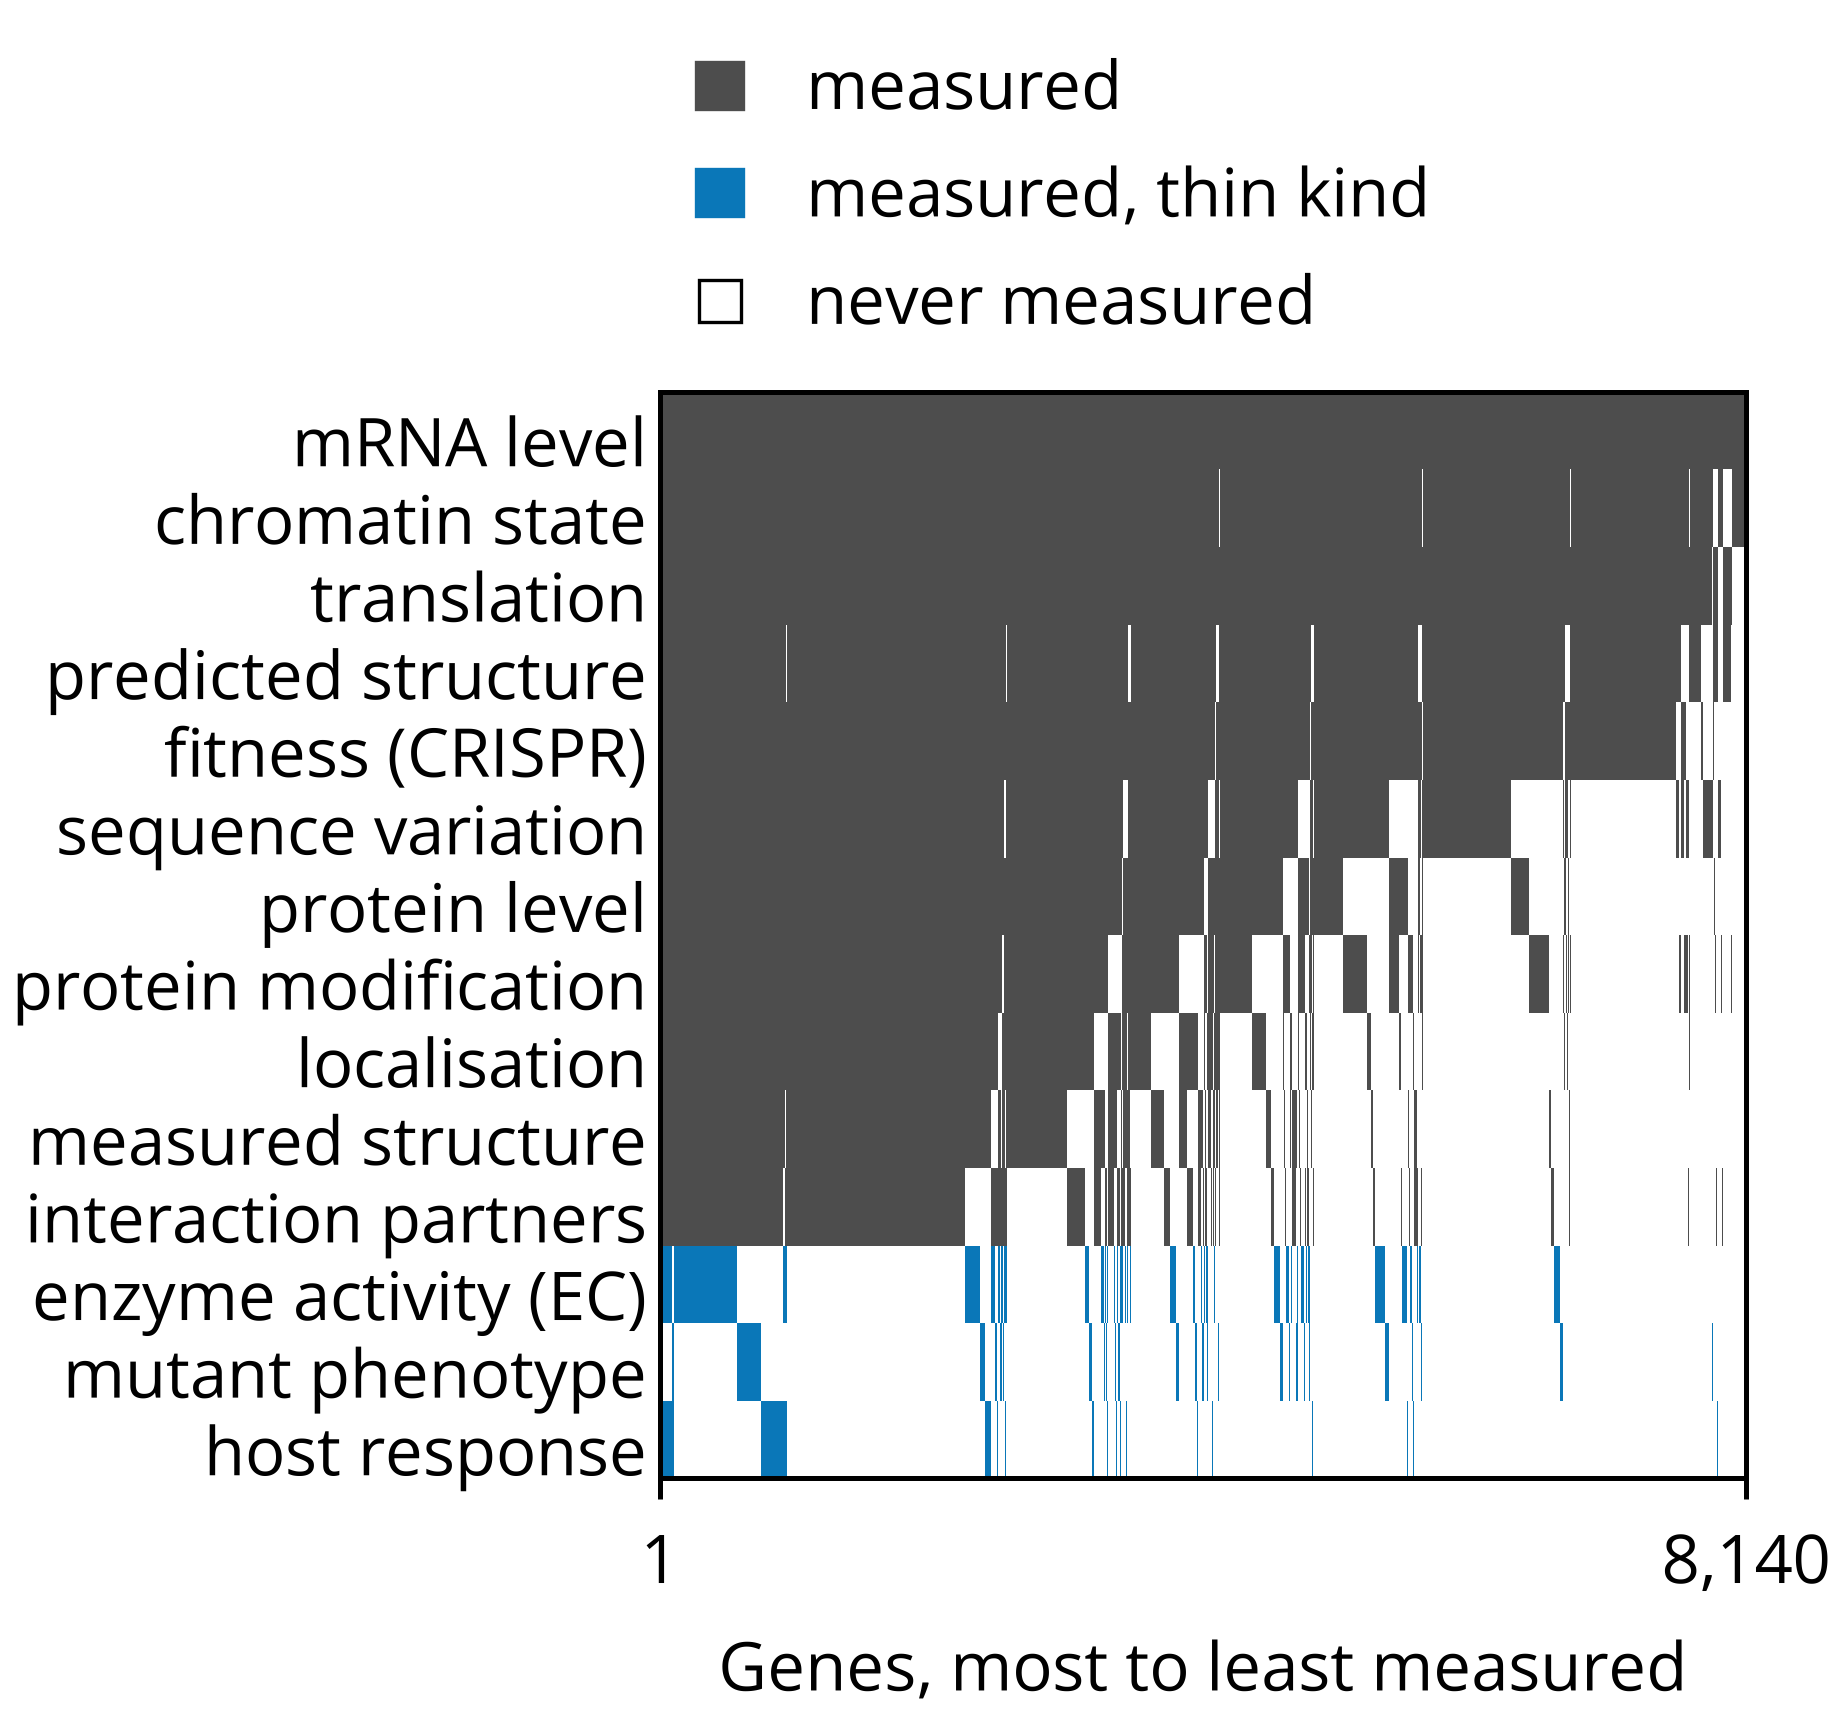 measured
measured, thin kind
never measured
mRNA level
chromatin state
translation
predicted structure
fitness (CRISPR)
sequence variation
protein level
protein modification
localisation
measured structure
interaction partners
enzyme activity (EC)
mutant phenotype
host response
1
8,140
Genes, most to least measured